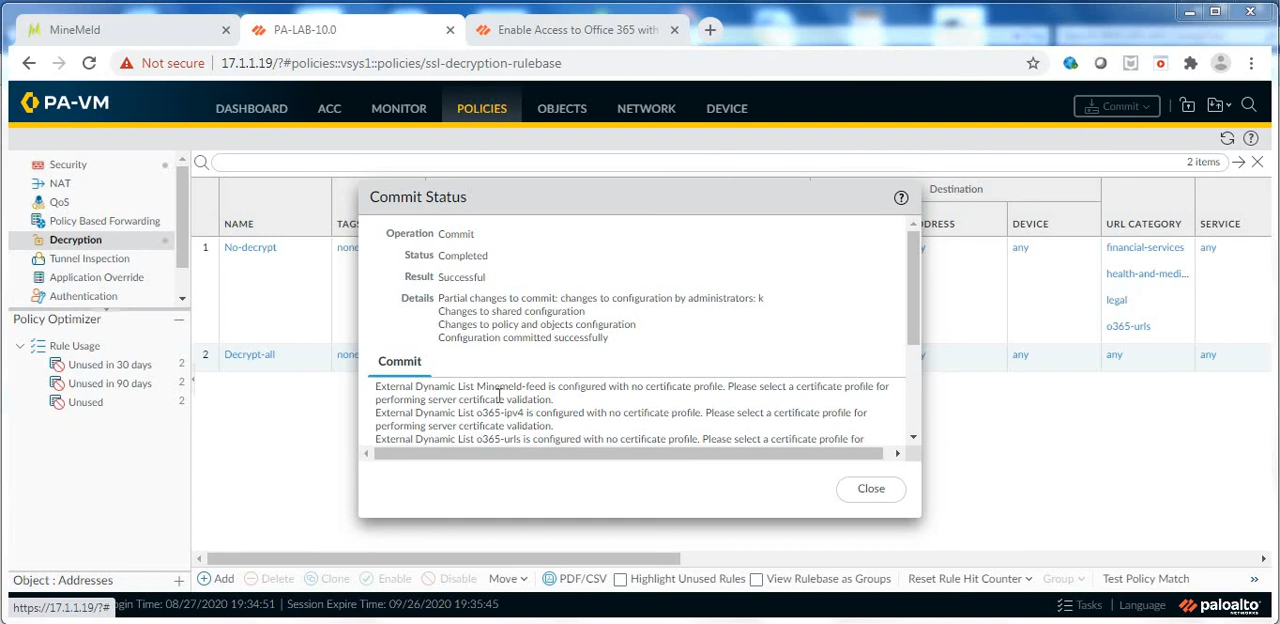 MineMeld
PA-LAB-10.0
Enable Access to Office 365 with
Not secure
17.1.1.19/?#policies::vsys1::policies/ssl-decryption-rulebase
PA-VM
DASHBOARD
ACC
MONITOR
POLICIES
OBJECTS
NETWORK
DEVICE
Commit
Security
NAT
QoS
Policy Based Forwarding
Decryption
Tunnel Inspection
Application Override
Authentication
Policy Optimizer
Rule Usage
Unused in 30 days 2
Unused in 90 days 2
Unused 2
Object : Addresses
2 items
Destination
NAME
TAGS
DRESS
DEVICE
URL CATEGORY
SERVICE
1 No-decrypt none y any financial-services any
health-and-medi...
legal
o365-urls
2 Decrypt-all none y any any any
Commit Status
Operation Commit
Status Completed
Result Successful
Details Partial changes to commit: changes to configuration by administrators: k
Changes to shared configuration
Changes to policy and objects configuration
Configuration committed successfully
Commit
External Dynamic List Minemeld-feed is configured with no certificate profile. Please select a certificate profile for
performing server certificate validation.
External Dynamic List o365-ipv4 is configured with no certificate profile. Please select a certificate profile for
performing server certificate validation.
External Dynamic List o365-urls is configured with no certificate profile. Please select a certificate profile for
Close
Add
Delete
Clone
Enable
Disable
Move
PDF/CSV
Highlight Unused Rules
View Rulebase as Groups
Reset Rule Hit Counter
Group
Test Policy Match
https://17.1.1.19/?#
ogin Time: 08/27/2020 19:34:51 | Session Expire Time: 09/26/2020 19:35:45
Tasks
Language
paloalto
NETWORKS